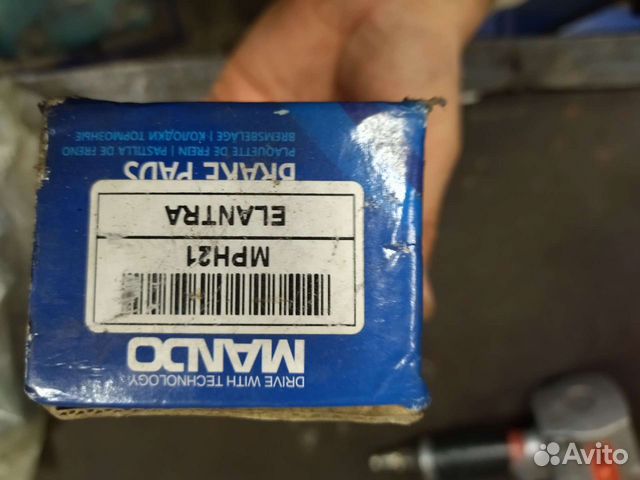 DRIVE WITH TECHNOLOGY
MANDO
MPH21
ELANTRA
BRAKE PADS
PLAQUETTE DE FREIN | PASTILLA DE FRENO
BREMSBELAGE | КОЛОДКИ ТОРМОЗНЫЕ
Avito